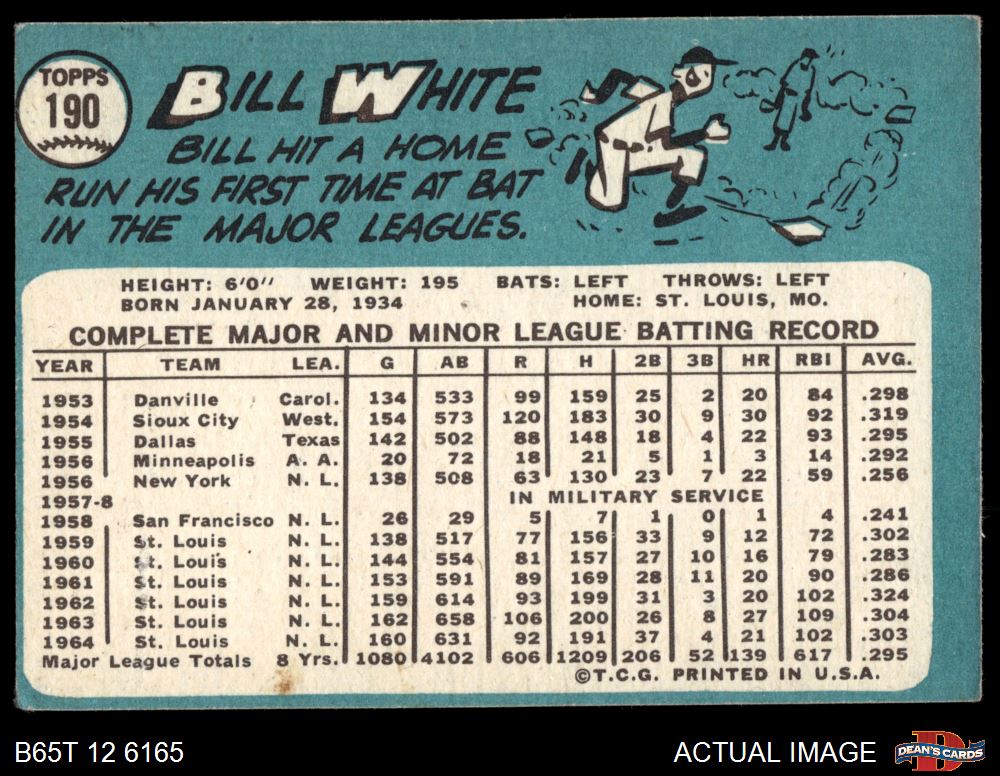 TOPPS
190
BILL WHITE
BILL HIT A HOME
RUN HIS FIRST TIME AT BAT
IN THE MAJOR LEAGUES.
HEIGHT: 6'0" WEIGHT: 195 BATS: LEFT THROWS: LEFT
BORN JANUARY 28, 1934 HOME: ST. LOUIS, MO.
COMPLETE MAJOR AND MINOR LEAGUE BATTING RECORD
YEAR TEAM LEA. G AB R H 2B 3B HR RBI AVG.
1953 Danville Carol. 134 533 99 159 25 2 20 84 .298
1954 Sioux City West. 154 573 120 183 30 9 30 92 .319
1955 Dallas Texas 142 502 88 148 18 4 22 93 .295
1956 Minneapolis A. A. 20 72 18 21 5 1 3 14 .292
1956 New York N. L. 138 508 63 130 23 7 22 59 .256
1957-8 IN MILITARY SERVICE
1958 San Francisco N. L. 26 29 5 7 1 0 1 4 .241
1959 St. Louis N. L. 138 517 77 156 33 9 12 72 .302
1960 St. Louis N. L. 144 554 81 157 27 10 16 79 .283
1961 St. Louis N. L. 153 591 89 169 28 11 20 90 .286
1962 St. Louis N. L. 159 614 93 199 31 3 20 102 .324
1963 St. Louis N. L. 162 658 106 200 26 8 27 109 .304
1964 St. Louis N. L. 160 631 92 191 37 4 21 102 .303
Major League Totals 8 Yrs. 1080 4102 606 1209 206 52 139 617 .295
©T.C.G. PRINTED IN U.S.A.
B65T 12 6165 ACTUAL IMAGE DEAN'S CARDS